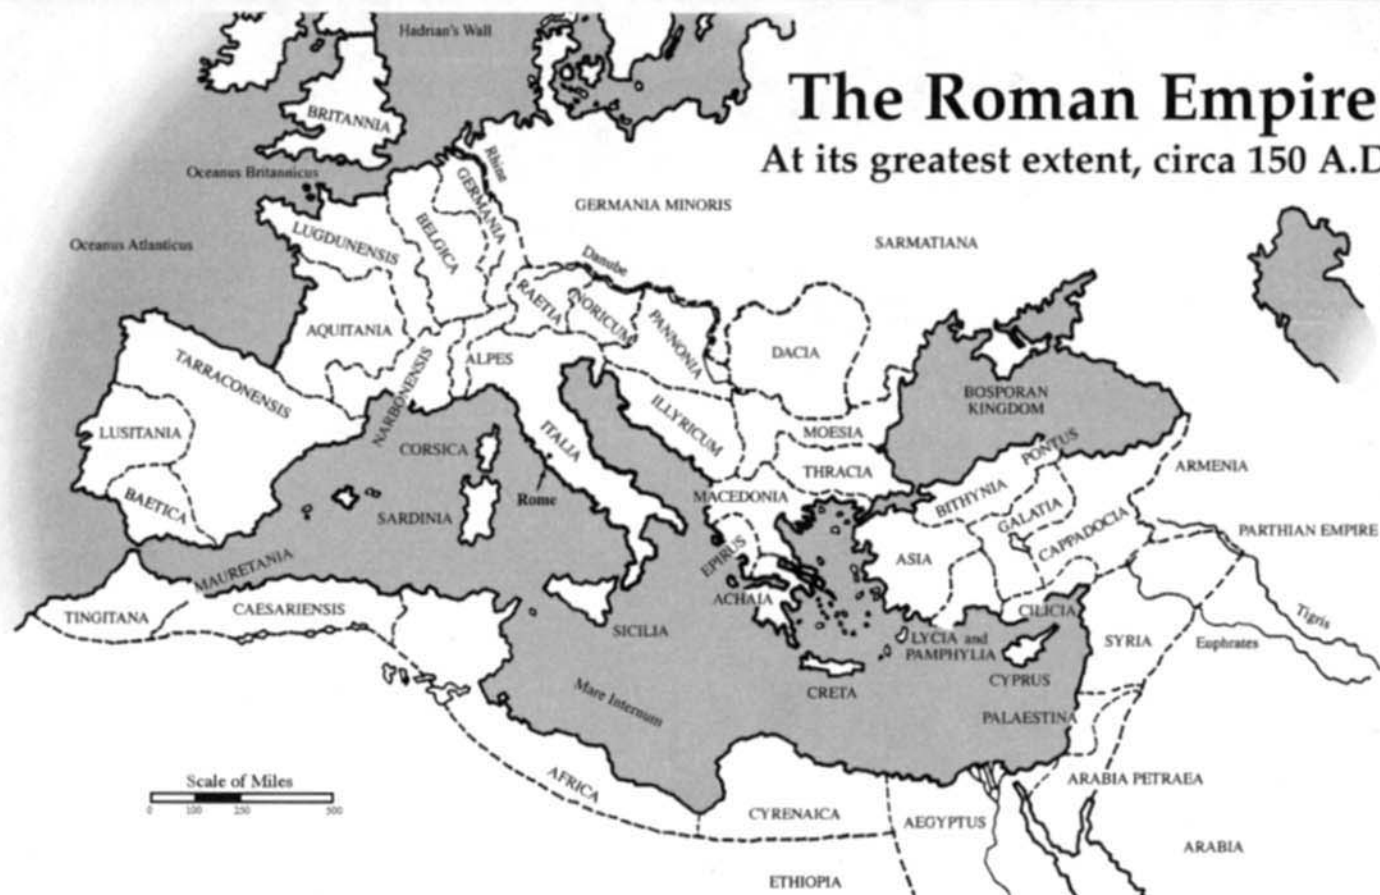 The Roman Empire
At its greatest extent, circa 150 A.D
Hadrian's Wall
BRITANNIA
Oceanus Britannicus
Oceanus Atlanticus
Rhine
GERMANIA
BELGICA
LUGDUNENSIS
GERMANIA MINORIS
SARMATIANA
Danube
RAETIA
NORICUM
PANNONIA
DACIA
AQUITANIA
ALPES
NARBONENSIS
TARRACONENSIS
LUSITANIA
BAETICA
CORSICA
SARDINIA
ITALIA
Rome
ILLYRICUM
MOESIA
THRACIA
MACEDONIA
EPIRUS
ACHAIA
BOSPORAN
KINGDOM
PONTUS
BITHYNIA
GALATIA
CAPPADOCIA
ASIA
ARMENIA
PARTHIAN EMPIRE
CILICIA
LYCIA and
PAMPHYLIA
CYPRUS
SYRIA
Tigris
Euphrates
MAURETANIA
TINGITANA
CAESARIENSIS
SICILIA
CRETA
Mare Internum
PALAESTINA
ARABIA PETRAEA
AFRICA
CYRENAICA
AEGYPTUS
ARABIA
ETHIOPIA
Scale of Miles
0 100 250 500